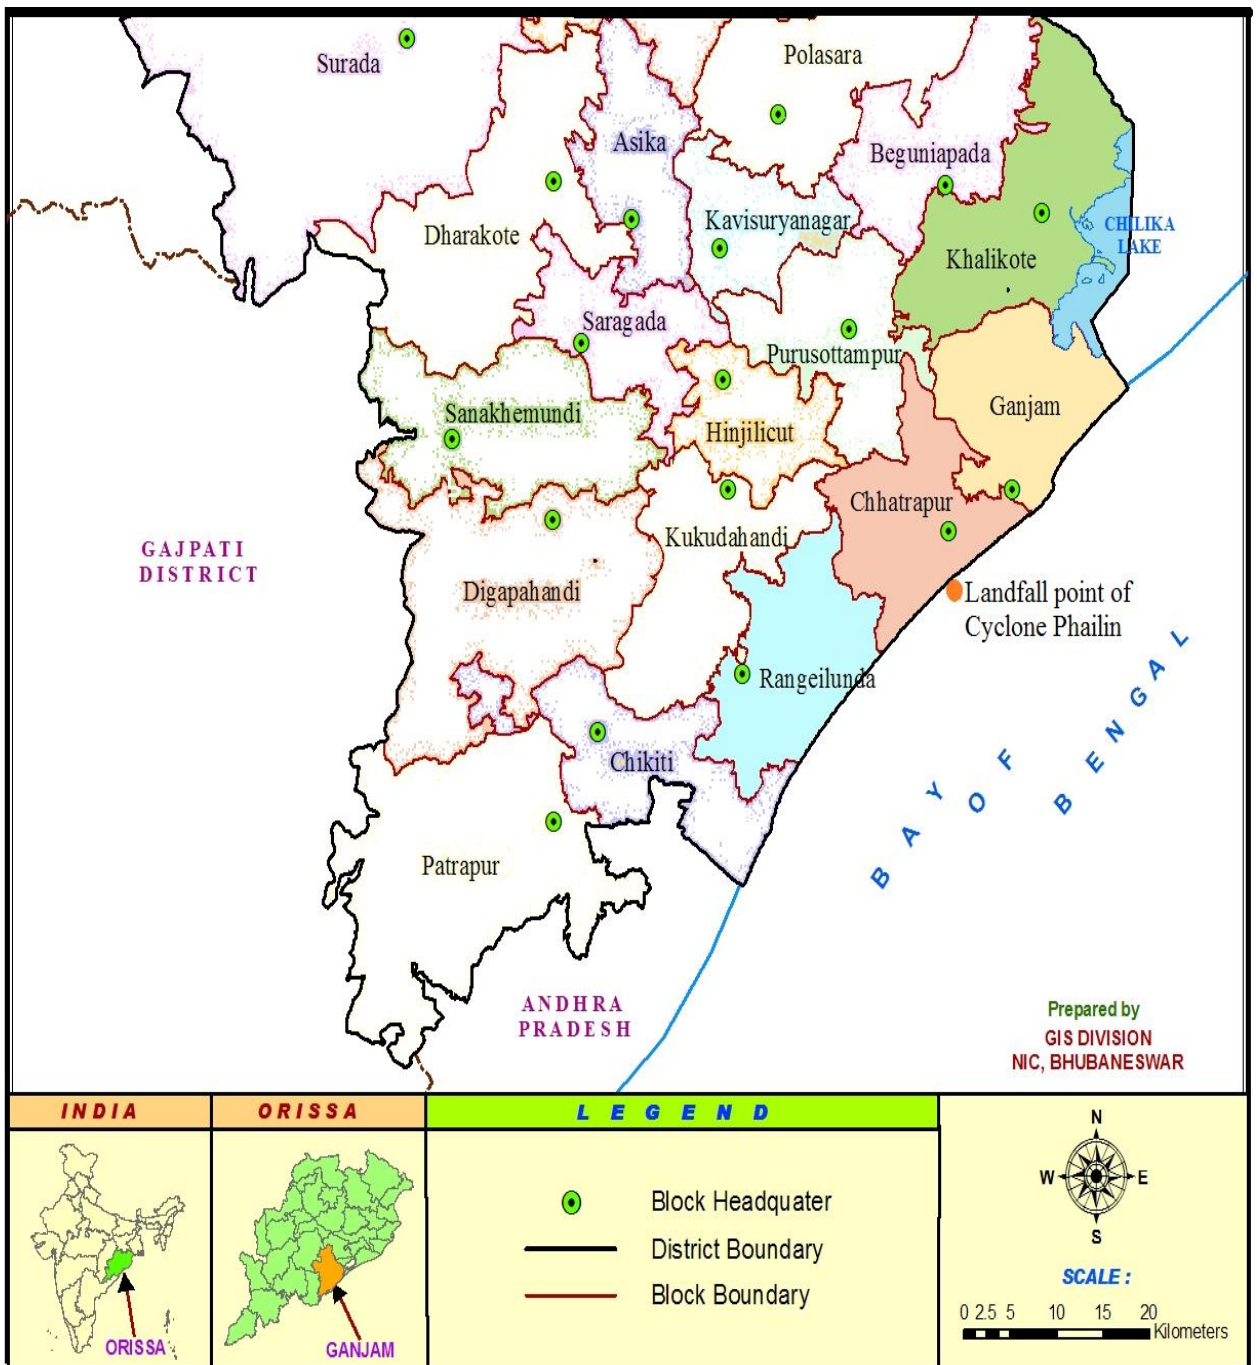 Surada
Polasara
Asika
Beguniapada
Kavisuryanagar
Dharakote
CHILIKA
LAKE
Khalikote
Saragada
Purusottampur
Ganjam
Sanakhemundi
Hinjilicut
Chhatrapur
Kukudahandi
GAJPATI
DISTRICT
Digapahandi
Landfall point of
Cyclone Phailin
Rangeilunda
BAY OF BENGAL
Chikiti
Patrapur
ANDHRA
PRADESH
Prepared by
GIS DIVISION
NIC, BHUBANESWAR
INDIA
ORISSA
LEGEND
ORISSA
GANJAM
Block Headquater
District Boundary
Block Boundary
N
W E
S
SCALE :
0 2.5 5 10 15 20
Kilometers